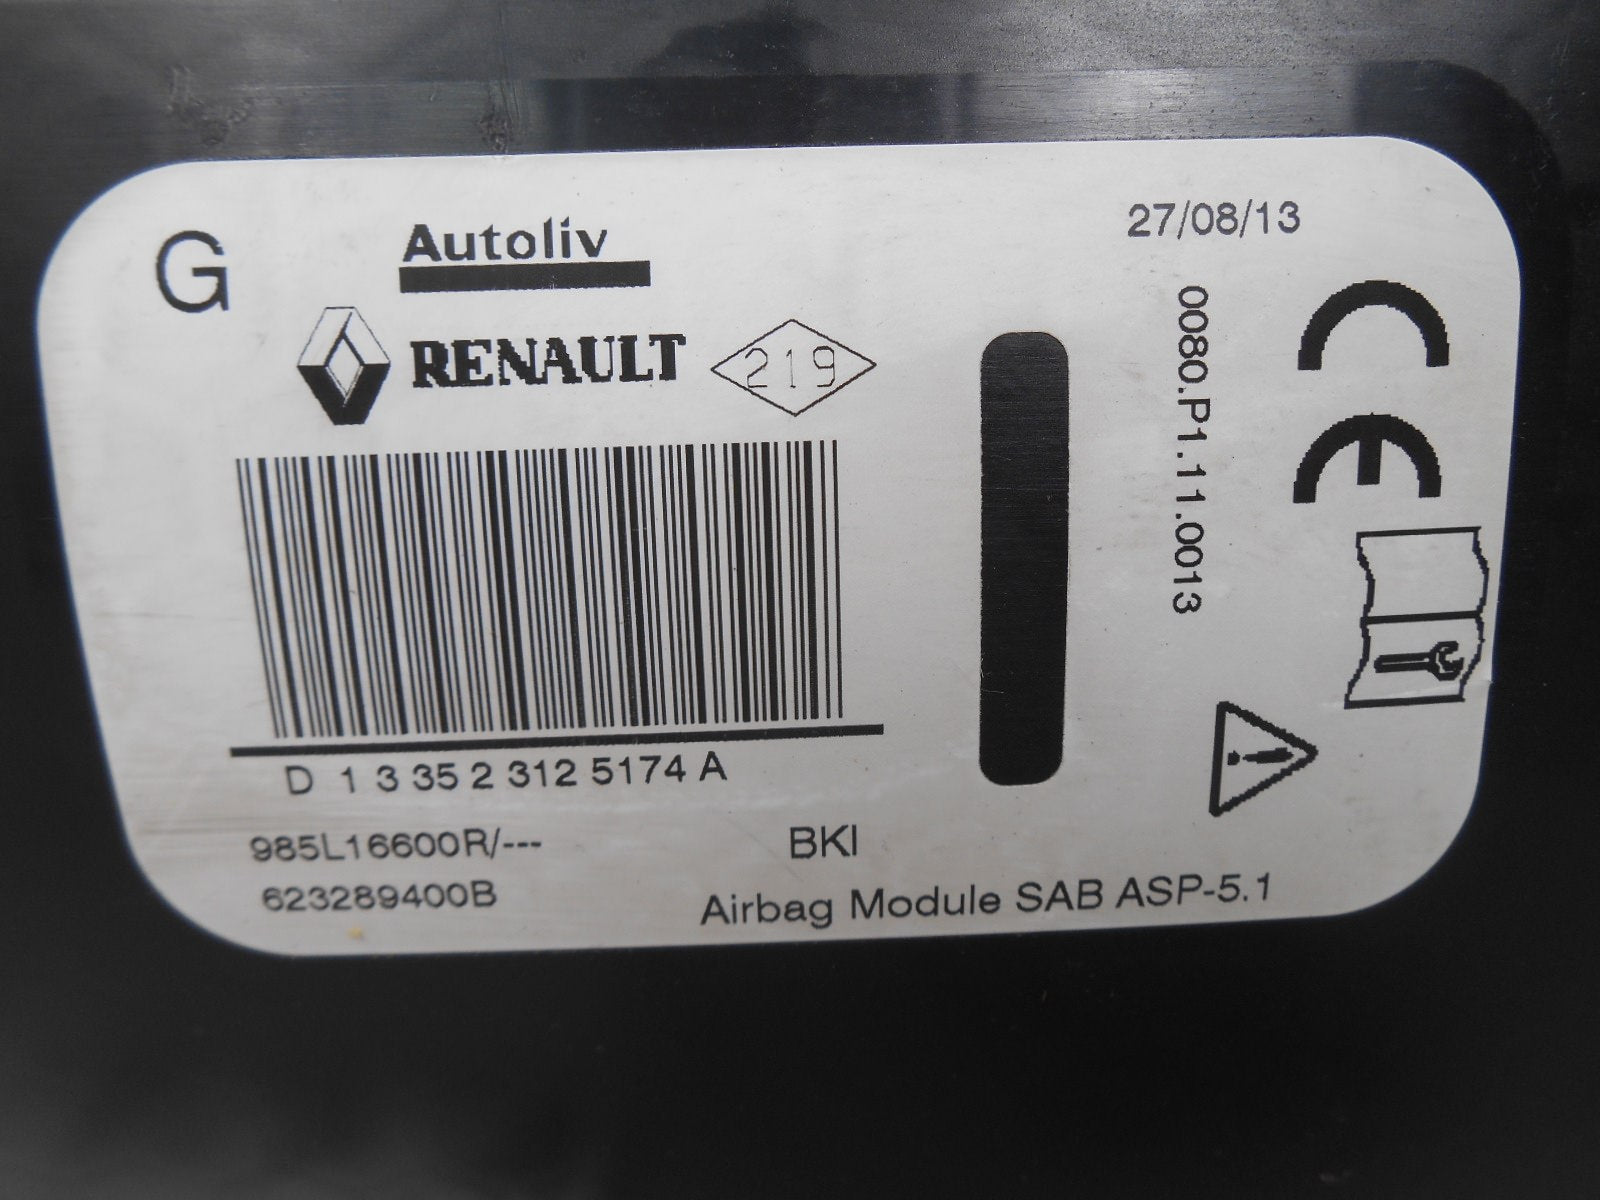 G
Autoliv
RENAULT
219
27/08/13
0080.P1.11.0013
CE
D 1 3 35 2 312 5174 A
985L16600R/---
BKI
623289400B
Airbag Module SAB ASP-5.1